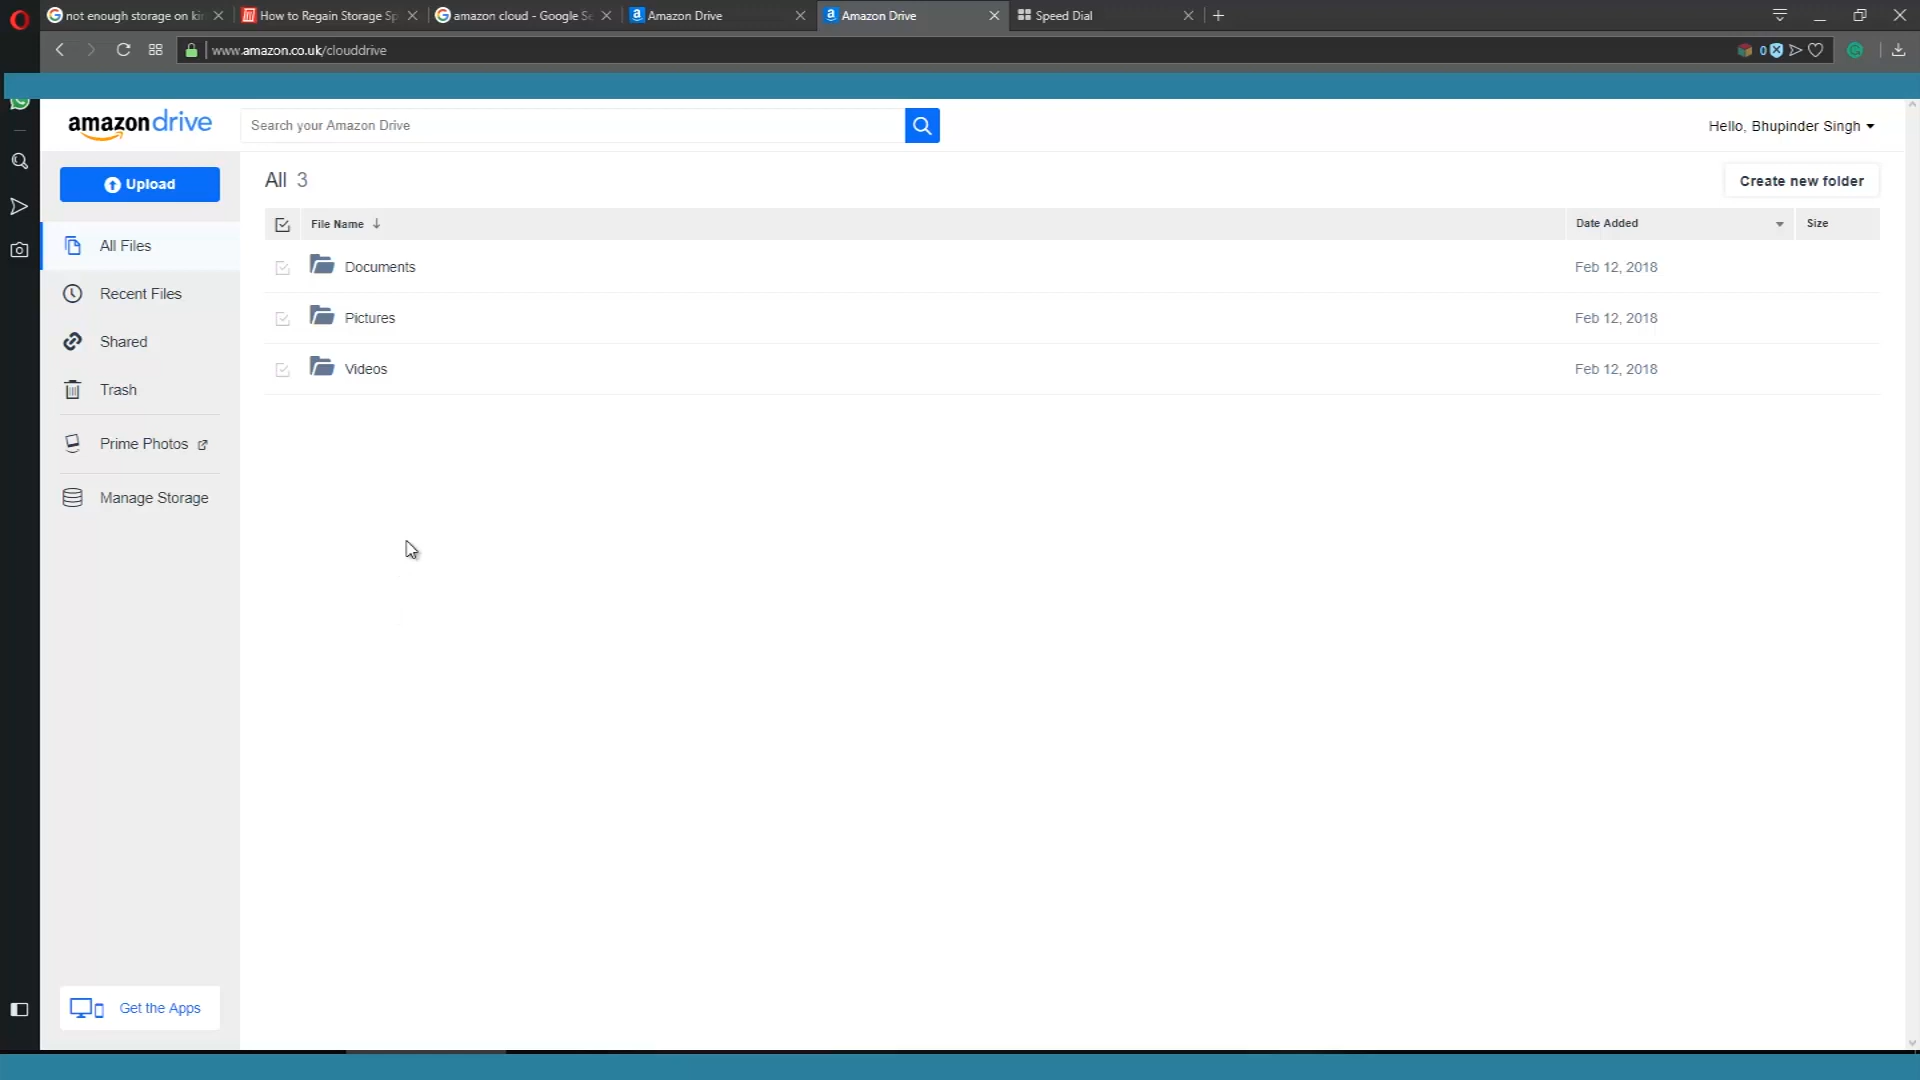 not enough storage on kin
How to Regain Storage Sp
amazon cloud - Google Se
Amazon Drive
Amazon Drive
Speed Dial
www.amazon.co.uk/clouddrive
0
amazon drive
Search your Amazon Drive
Hello, Bhupinder Singh
Upload
All 3
Create new folder
File Name
Date Added
Size
All Files
Documents
Feb 12, 2018
Recent Files
Pictures
Feb 12, 2018
Shared
Videos
Feb 12, 2018
Trash
Prime Photos
Manage Storage
Get the Apps